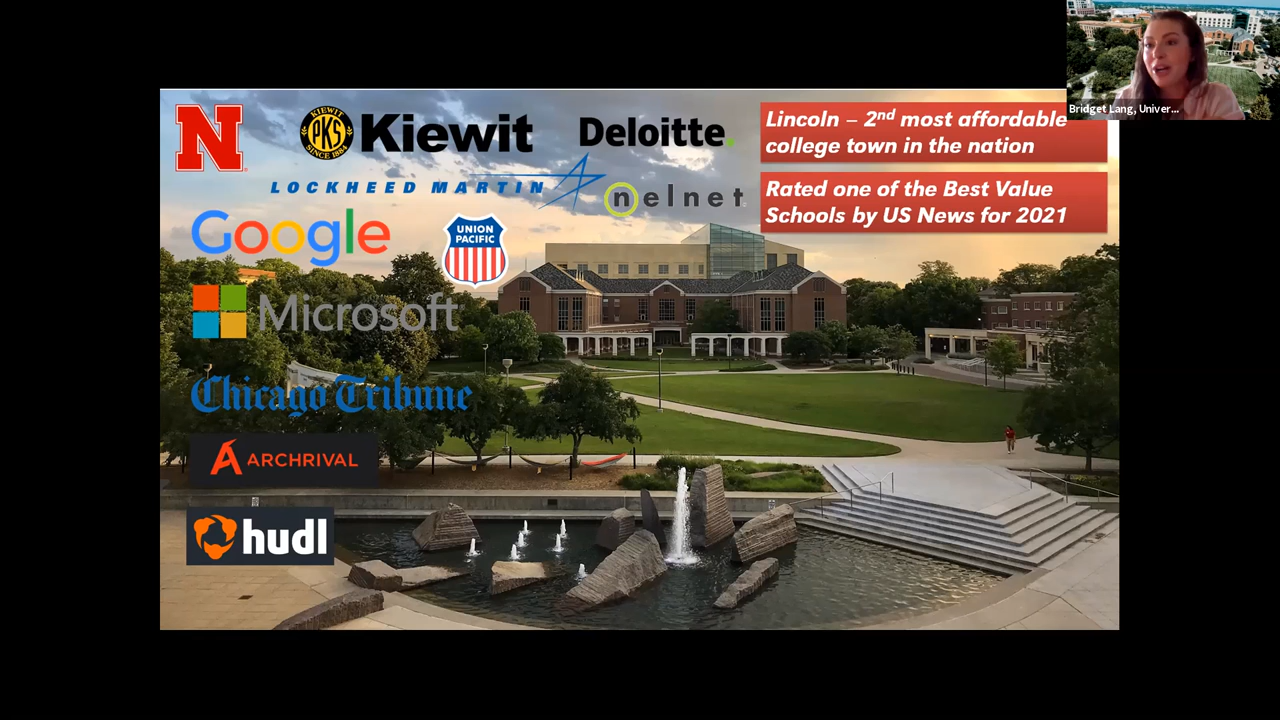 Bridget Lang, Univer...
N
KIEWIT
PKS
SINCE 1884
Kiewit
Deloitte.
LOCKHEED MARTIN
nelnet
Google
UNION
PACIFIC
Microsoft
Chicago Tribune
ARCHRIVAL
hudl
Lincoln – 2nd most affordable
college town in the nation
Rated one of the Best Value
Schools by US News for 2021